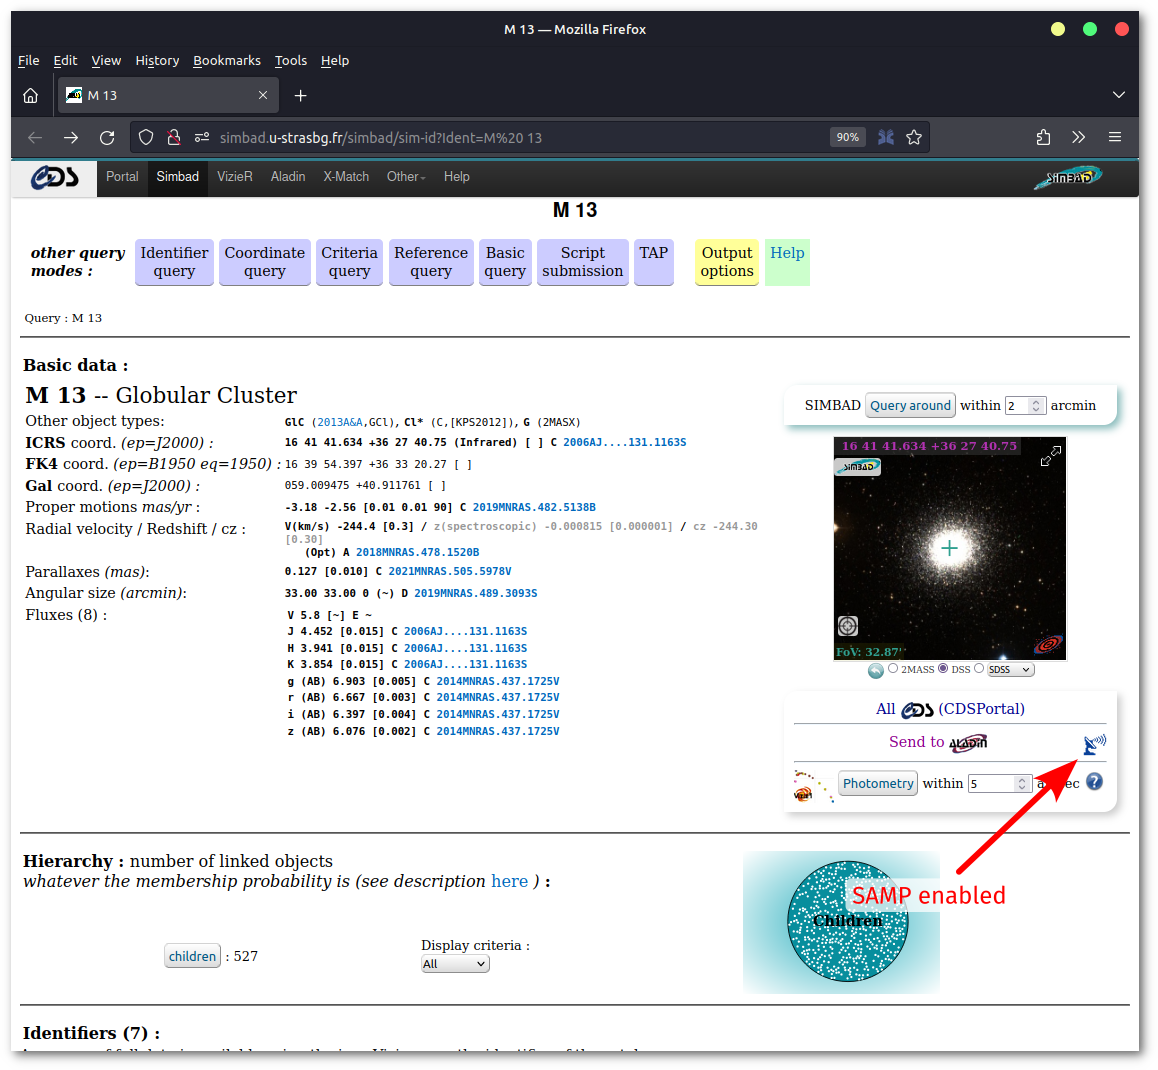 M 13 — Mozilla Firefox
File Edit View History Bookmarks Tools Help
M 13
simbad.u-strasbg.fr/simbad/sim-id?Ident=M%20 13 90%
CDS Portal Simbad VizieR Aladin X-Match Other Help SIMBAD
M 13
other query modes :
Identifier query
Coordinate query
Criteria query
Reference query
Basic query
Script submission
TAP
Output options
Help
Query : M 13
Basic data :
M 13 -- Globular Cluster
Other object types: GlC (2013A&A,GCl), Cl* (C,[KPS2012]), G (2MASX)
ICRS coord. (ep=J2000) : 16 41 41.634 +36 27 40.75 (Infrared) [ ] C 2006AJ....131.1163S
FK4 coord. (ep=B1950 eq=1950) : 16 39 54.397 +36 33 20.27 [ ]
Gal coord. (ep=J2000) : 059.009475 +40.911761 [ ]
Proper motions mas/yr : -3.18 -2.56 [0.01 0.01 90] C 2019MNRAS.482.5138B
Radial velocity / Redshift / cz : V(km/s) -244.4 [0.3] / z(spectroscopic) -0.000815 [0.000001] / cz -244.30
[0.30]
(Opt) A 2018MNRAS.478.1520B
Parallaxes (mas): 0.127 [0.010] C 2021MNRAS.505.5978V
Angular size (arcmin): 33.00 33.00 0 (~) D 2019MNRAS.489.3093S
Fluxes (8) : V 5.8 [~] E ~
J 4.452 [0.015] C 2006AJ....131.1163S
H 3.941 [0.015] C 2006AJ....131.1163S
K 3.854 [0.015] C 2006AJ....131.1163S
g (AB) 6.903 [0.005] C 2014MNRAS.437.1725V
r (AB) 6.667 [0.003] C 2014MNRAS.437.1725V
i (AB) 6.397 [0.004] C 2014MNRAS.437.1725V
z (AB) 6.076 [0.002] C 2014MNRAS.437.1725V
SIMBAD Query around within 2 arcmin
16 41 41.634 +36 27 40.75
SIMBAD
FoV: 32.87'
2MASS DSS SDSS
All CDS (CDSPortal)
Send to ALADIN
VizieR Photometry within 5
SAMP enabled
Hierarchy : number of linked objects
whatever the membership probability is (see description here ) :
children : 527
Display criteria :
All
Children
Identifiers (7) :